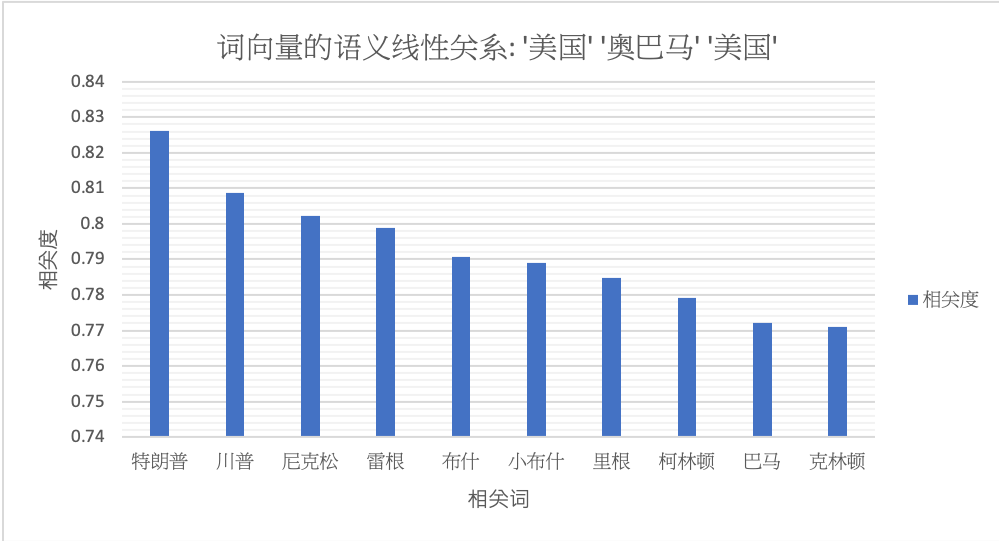 词向量的语义线性关系: '美国' '奥巴马' '美国'
0.84
0.83
0.82
0.81
0.8
0.79
0.78
0.77
0.76
0.75
0.74
相关度
特朗普 川普 尼克松 雷根 布什 小布什 里根 柯林顿 巴马 克林顿
相关词
相关度